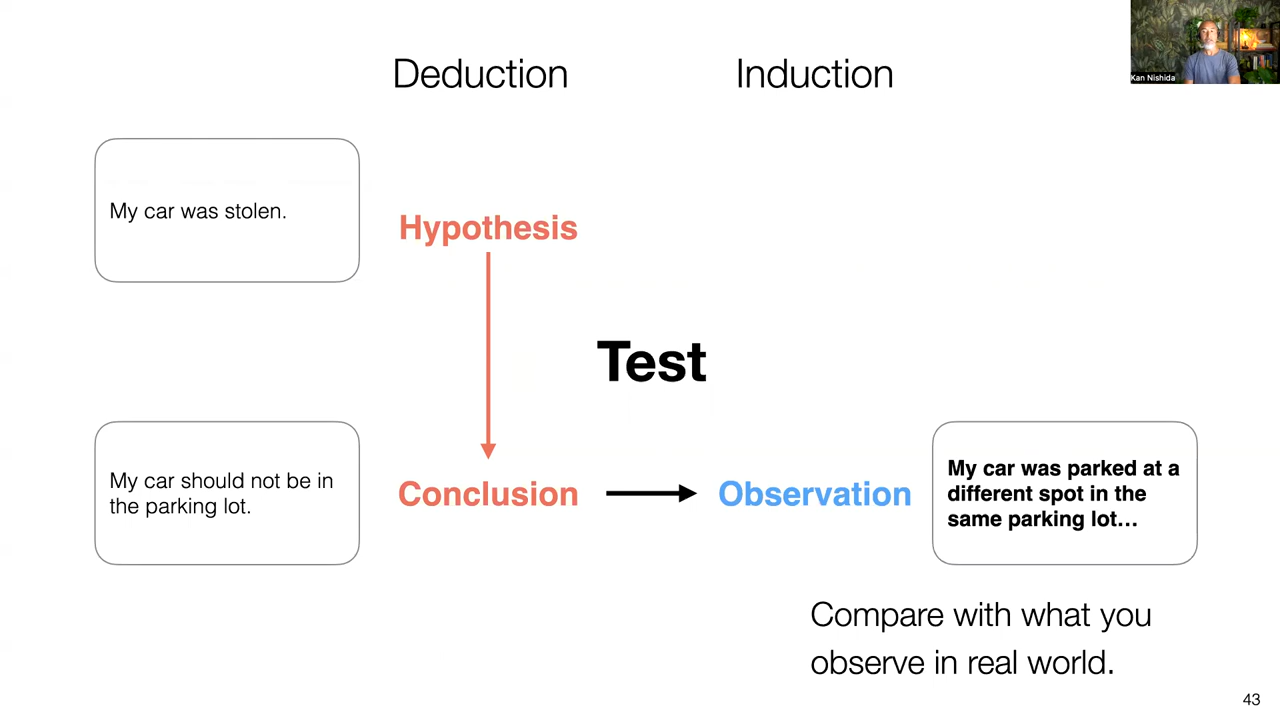 Deduction
Induction
Kan Nishida
My car was stolen.
Hypothesis
Test
My car should not be in
the parking lot.
Conclusion
Observation
My car was parked at a
different spot in the
same parking lot…
Compare with what you
observe in real world.
43